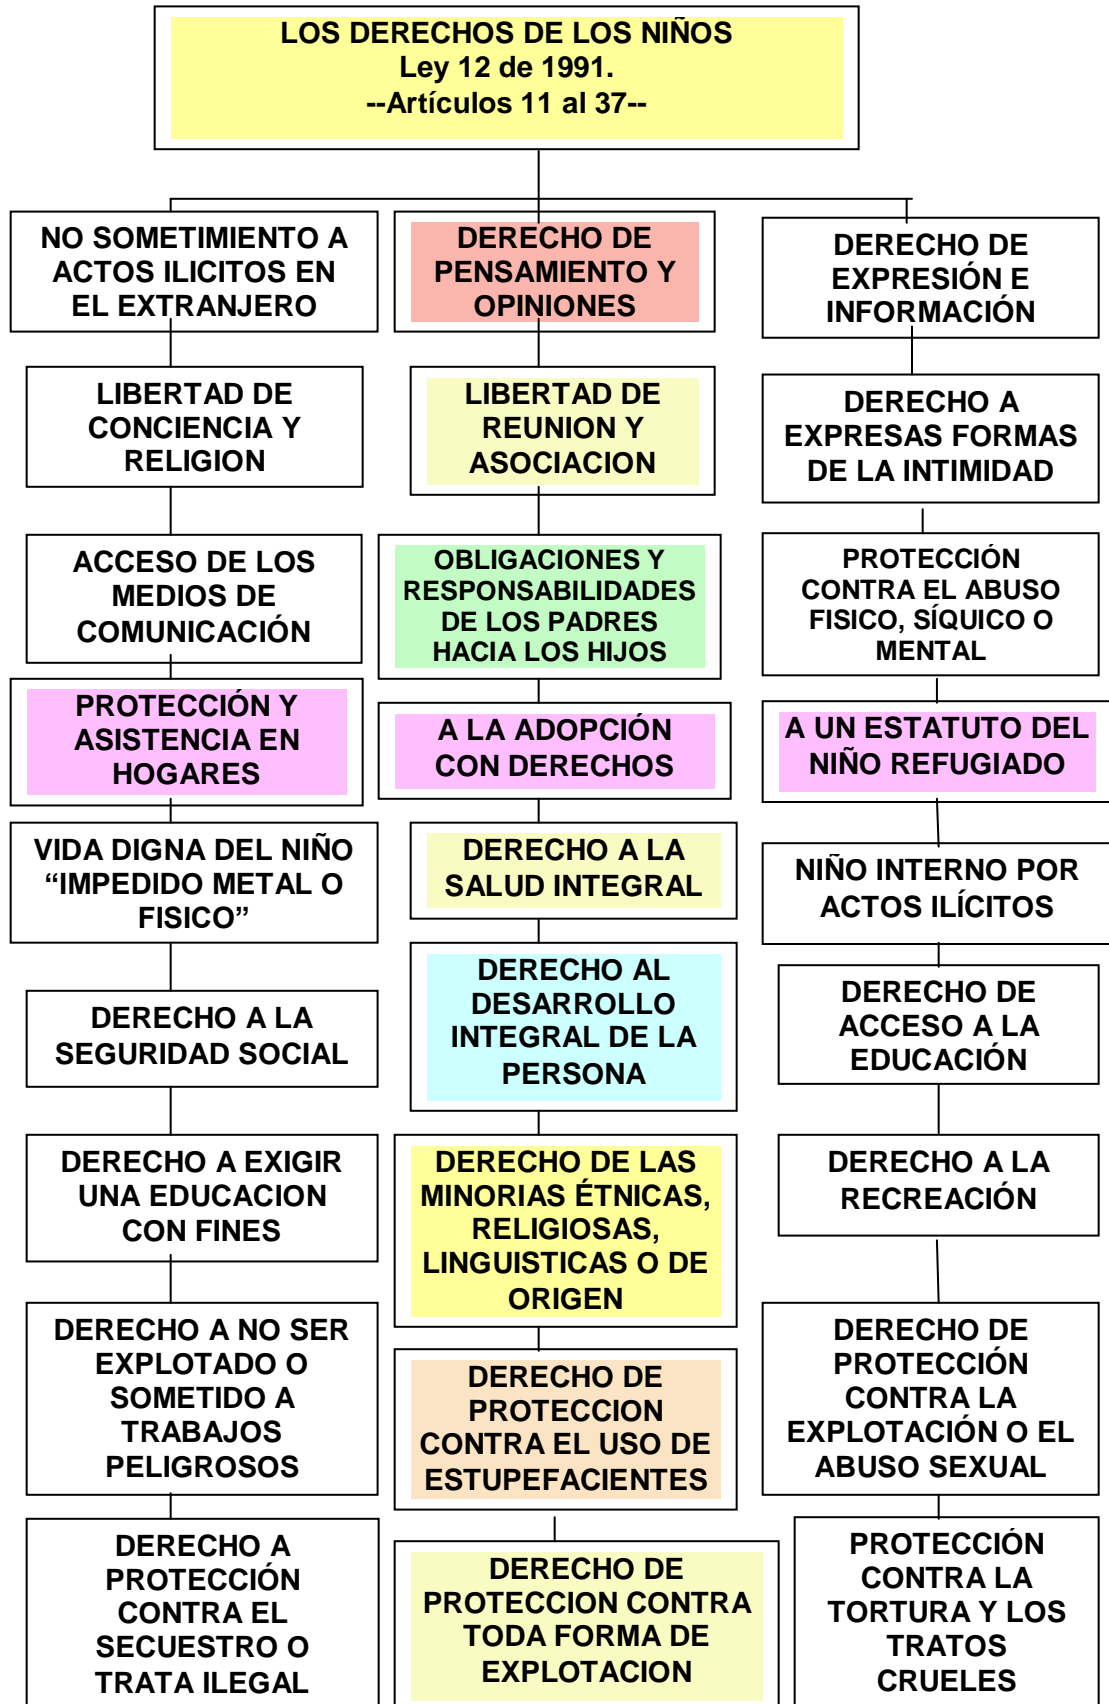 LOS DERECHOS DE LOS NIÑOS
Ley 12 de 1991.
--Artículos 11 al 37--
NO SOMETIMIENTO A
ACTOS ILICITOS EN
EL EXTRANJERO
DERECHO DE
PENSAMIENTO Y
OPINIONES
DERECHO DE
EXPRESIÓN E
INFORMACIÓN
LIBERTAD DE
CONCIENCIA Y
RELIGION
LIBERTAD DE
REUNION Y
ASOCIACION
DERECHO A
EXPRESAS FORMAS
DE LA INTIMIDAD
ACCESO DE LOS
MEDIOS DE
COMUNICACIÓN
OBLIGACIONES Y
RESPONSABILIDADES
DE LOS PADRES
HACIA LOS HIJOS
PROTECCIÓN
CONTRA EL ABUSO
FISICO, SÍQUICO O
MENTAL
PROTECCIÓN Y
ASISTENCIA EN
HOGARES
A LA ADOPCIÓN
CON DERECHOS
A UN ESTATUTO DEL
NIÑO REFUGIADO
VIDA DIGNA DEL NIÑO
“IMPEDIDO METAL O
FISICO”
DERECHO A LA
SALUD INTEGRAL
NIÑO INTERNO POR
ACTOS ILÍCITOS
DERECHO A LA
SEGURIDAD SOCIAL
DERECHO AL
DESARROLLO
INTEGRAL DE LA
PERSONA
DERECHO DE
ACCESO A LA
EDUCACIÓN
DERECHO A EXIGIR
UNA EDUCACION
CON FINES
DERECHO DE LAS
MINORIAS ÉTNICAS,
RELIGIOSAS,
LINGUISTICAS O DE
ORIGEN
DERECHO A LA
RECREACIÓN
DERECHO A NO SER
EXPLOTADO O
SOMETIDO A
TRABAJOS
PELIGROSOS
DERECHO DE
PROTECCION
CONTRA EL USO DE
ESTUPEFACIENTES
DERECHO DE
PROTECCIÓN
CONTRA LA
EXPLOTACIÓN O EL
ABUSO SEXUAL
DERECHO A
PROTECCIÓN
CONTRA EL
SECUESTRO O
TRATA ILEGAL
DERECHO DE
PROTECCION CONTRA
TODA FORMA DE
EXPLOTACION
PROTECCIÓN
CONTRA LA
TORTURA Y LOS
TRATOS
CRUELES